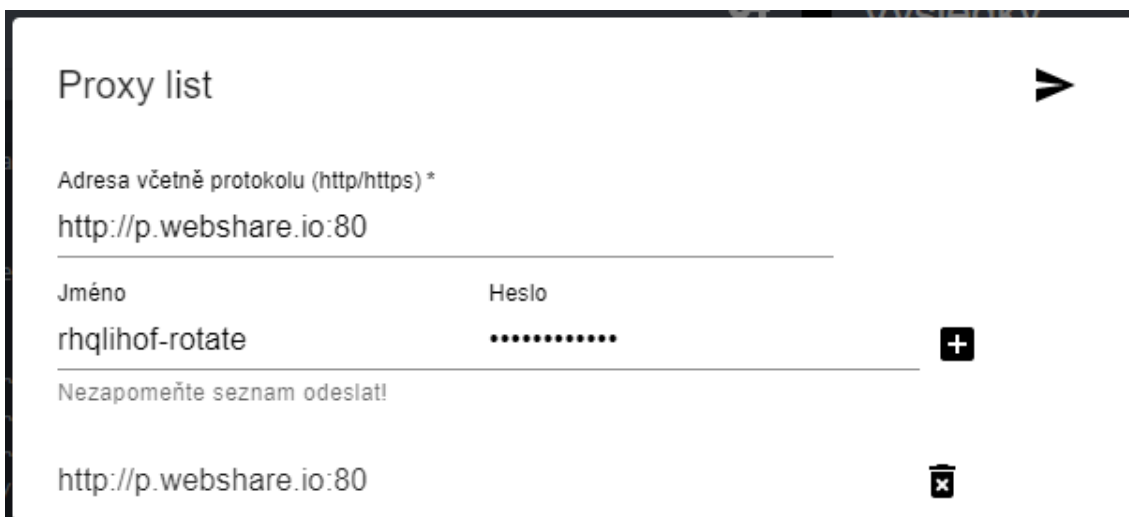 Výsledky
Proxy list
Adresa včetně protokolu (http/https) *
http://p.webshare.io:80
Jméno Heslo
rhqlihof-rotate ••••••••••••
Nezapomeňte seznam odeslat!
http://p.webshare.io:80